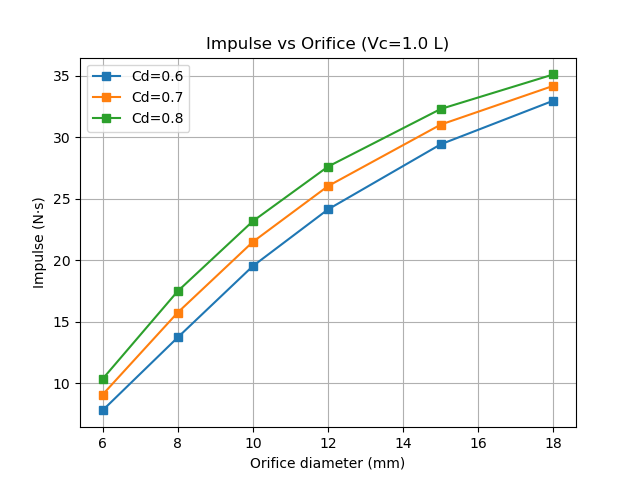 Impulse vs Orifice (Vc=1.0 L)
Cd=0.6
Cd=0.7
Cd=0.8
Impulse (N·s)
35
30
25
20
15
10
6 8 10 12 14 16 18
Orifice diameter (mm)